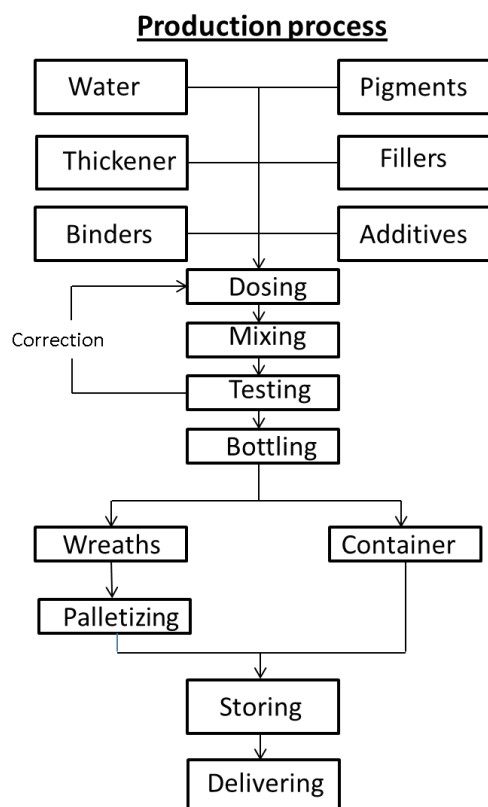 Production process
Water
Pigments
Thickener
Fillers
Binders
Additives
Dosing
Correction
Mixing
Testing
Bottling
Wreaths
Container
Palletizing
Storing
Delivering